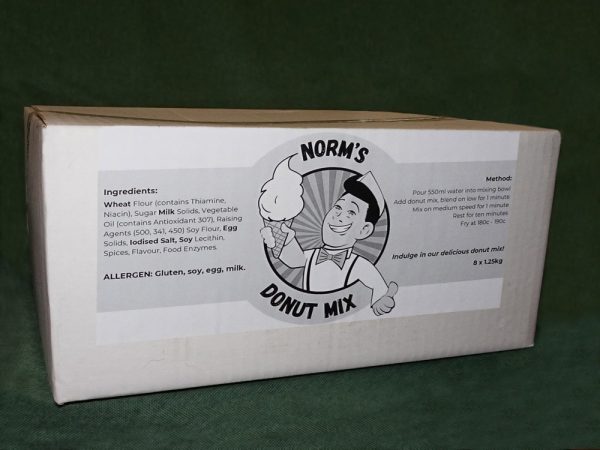 NORM'S
DONUT MIX
Ingredients:
Wheat Flour (contains Thiamine,
Niacin), Sugar Milk Solids, Vegetable
Oil (contains Antioxidant 307), Raising
Agents (500, 341, 450) Soy Flour, Egg
Solids, Iodised Salt, Soy Lecithin,
Spices, Flavour, Food Enzymes.
ALLERGEN: Gluten, soy, egg, milk.
Method:
Pour 550ml water into mixing bowl
Add donut mix, blend on low for 1 minute
Mix on medium speed for 1 minute
Rest for ten minutes
Fry at 180c - 190c
Indulge in our delicious donut mix!
8 x 1.25kg